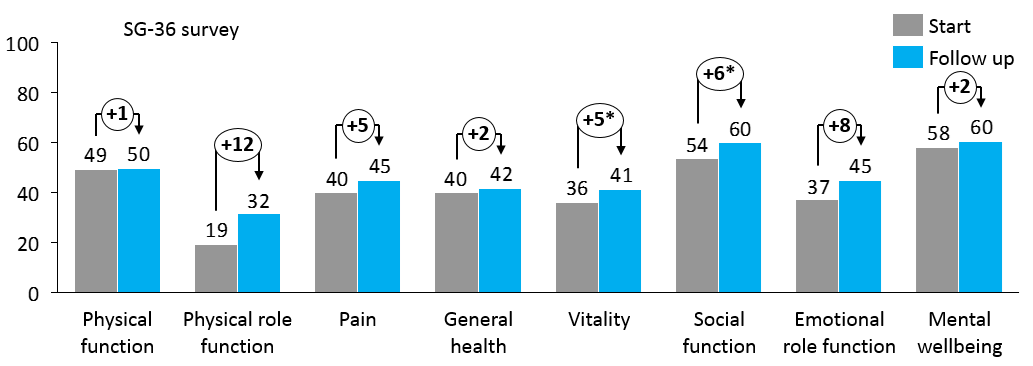 SG-36 survey
Start
Follow up
100
80
60
40
20
0
+1
49 50
+12
19 32
+5
40 45
+2
40 42
+5*
36 41
+6*
54 60
+8
37 45
+2
58 60
Physical
function
Physical role
function
Pain
General
health
Vitality
Social
function
Emotional
role function
Mental
wellbeing